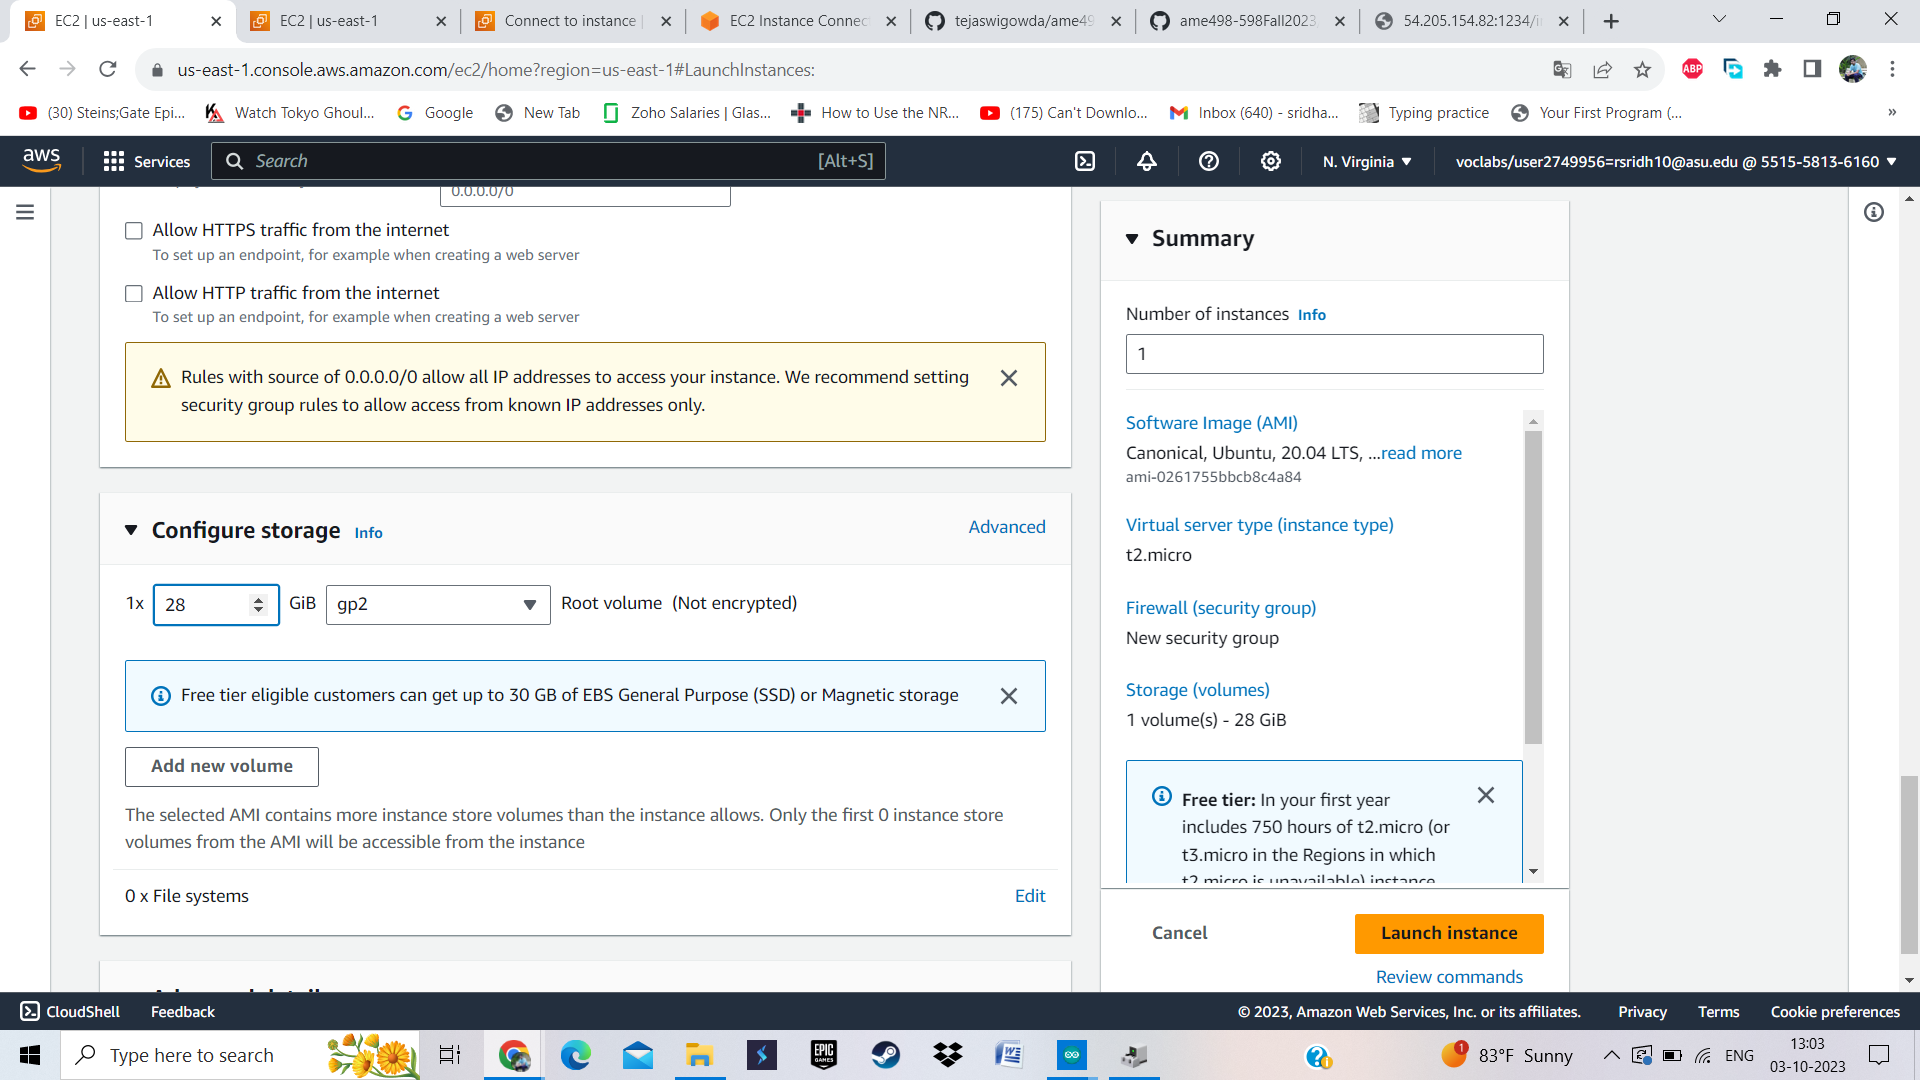 EC2 | us-east-1
EC2 | us-east-1
Connect to instance |
EC2 Instance Connec
tejaswigowda/ame49
ame498-598Fall2023
54.205.154.82:1234/i
us-east-1.console.aws.amazon.com/ec2/home?region=us-east-1#LaunchInstances:
ABP
(30) Steins;Gate Epi...
Watch Tokyo Ghoul...
Google
New Tab
Zoho Salaries | Glas...
How to Use the NR...
(175) Can't Downlo...
Inbox (640) - sridha...
Typing practice
Your First Program (...
»
aws
Services
Search
[Alt+S]
N. Virginia
voclabs/user2749956=rsridh10@asu.edu @ 5515-5813-6160
0.0.0.0/0
Allow HTTPS traffic from the internet
To set up an endpoint, for example when creating a web server
Allow HTTP traffic from the internet
To set up an endpoint, for example when creating a web server
Rules with source of 0.0.0.0/0 allow all IP addresses to access your instance. We recommend setting
security group rules to allow access from known IP addresses only.
Configure storage Info
Advanced
1x 28 GiB gp2 Root volume (Not encrypted)
Free tier eligible customers can get up to 30 GB of EBS General Purpose (SSD) or Magnetic storage
Add new volume
The selected AMI contains more instance store volumes than the instance allows. Only the first 0 instance store
volumes from the AMI will be accessible from the instance
0 x File systems
Edit
Summary
Number of instances Info
1
Software Image (AMI)
Canonical, Ubuntu, 20.04 LTS, ...read more
ami-0261755bbcb8c4a84
Virtual server type (instance type)
t2.micro
Firewall (security group)
New security group
Storage (volumes)
1 volume(s) - 28 GiB
Free tier: In your first year
includes 750 hours of t2.micro (or
t3.micro in the Regions in which
t2.micro is unavailable) instance
Cancel
Launch instance
Review commands
CloudShell
Feedback
© 2023, Amazon Web Services, Inc. or its affiliates.
Privacy
Terms
Cookie preferences
Type here to search
EPIC
GAMES
1
83°F Sunny
ENG
13:03
03-10-2023